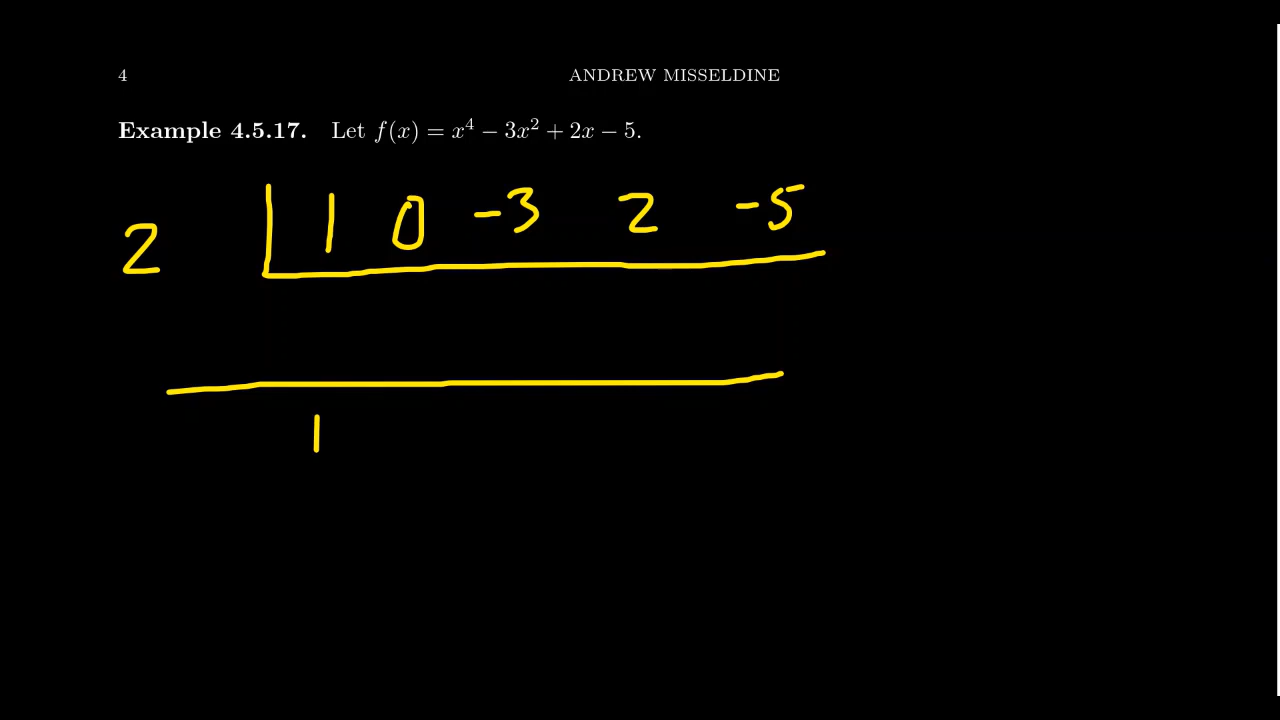 4 ANDREW MISSELDINE
Example 4.5.17. Let f(x) = x⁴ − 3x² + 2x − 5.
2 1 0 -3 2 -5
1